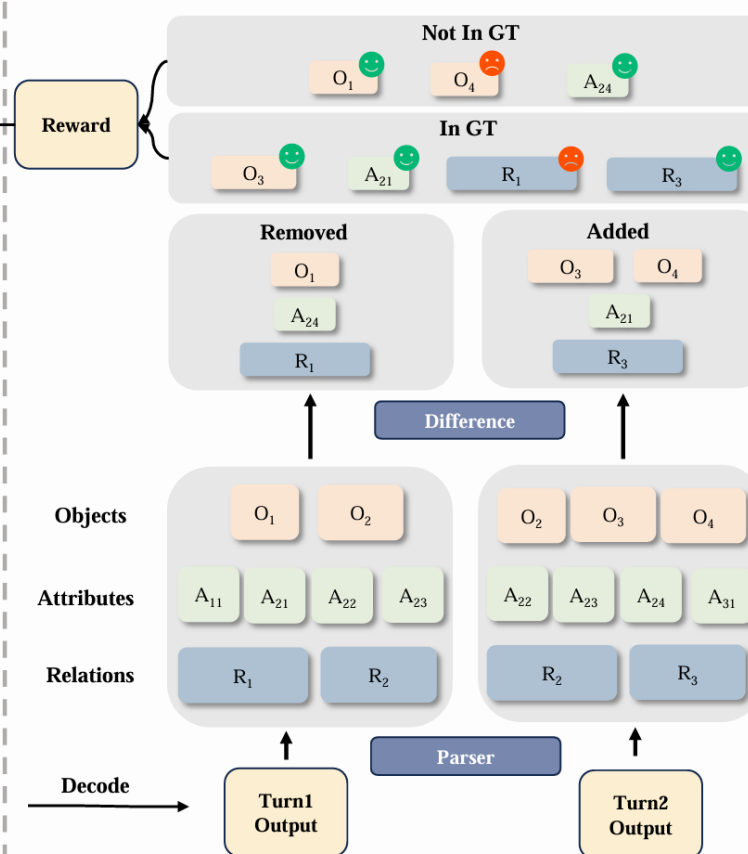 Not In GT
O₁
O₄
A₂₄
Reward
In GT
O₃
A₂₁
R₁
R₃
Removed
O₁
A₂₄
R₁
Added
O₃
O₄
A₂₁
R₃
Difference
Objects
O₁
O₂
O₂
O₃
O₄
Attributes
A₁₁
A₂₁
A₂₂
A₂₃
A₂₂
A₂₃
A₂₄
A₃₁
Relations
R₁
R₂
R₂
R₃
Parser
Decode
Turn1
Output
Turn2
Output